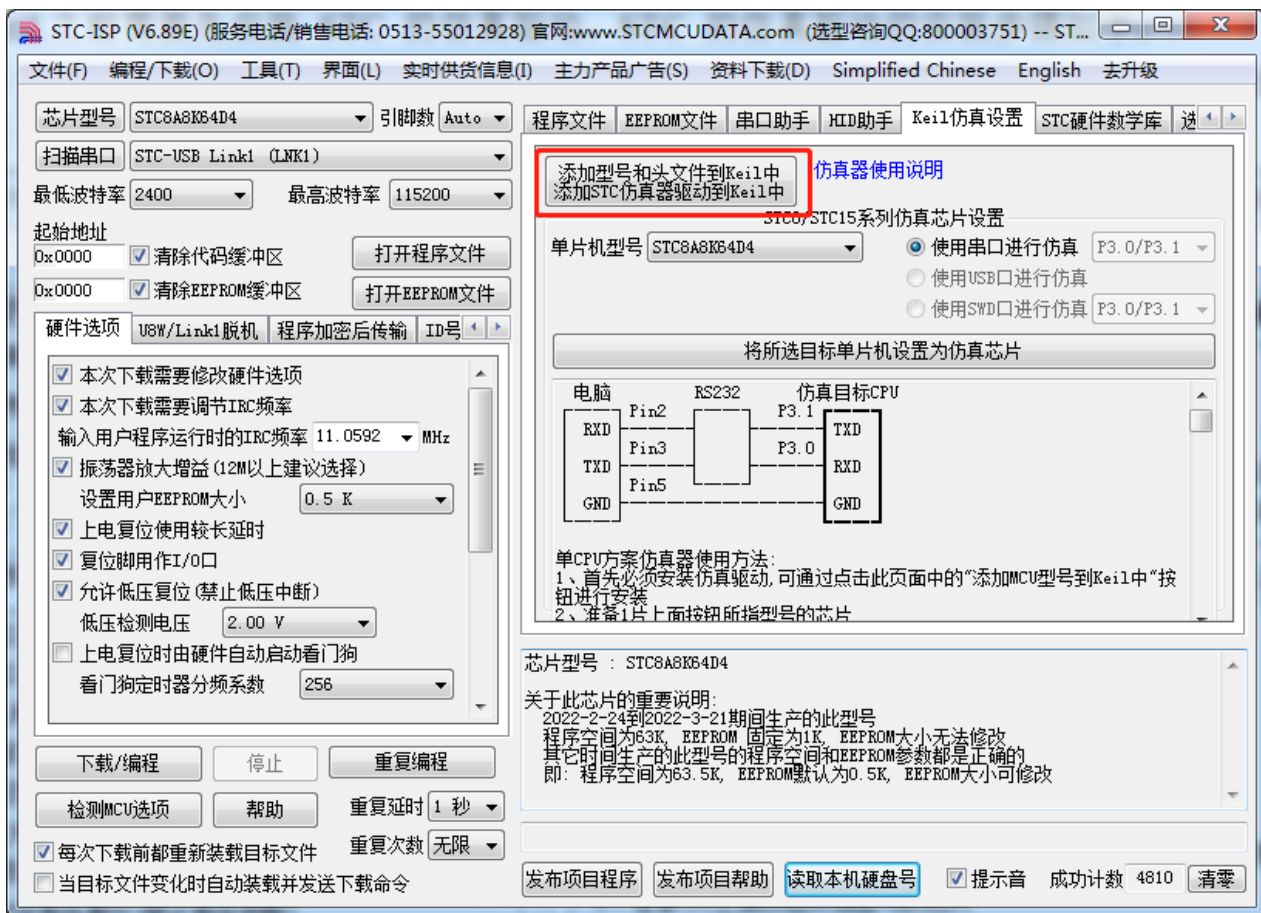 STC-ISP (V6.89E) (服务电话/销售电话: 0513-55012928) 官网:www.STCMCUDATA.com (选型咨询QQ:800003751) -- ST...
文件(F) 编程/下载(O) 工具(T) 界面(L) 实时供货信息(I) 主力产品广告(S) 资料下载(D) Simplified Chinese English 去升级
芯片型号 STC8A8K64D4 引脚数 Auto
扫描串口 STC-USB Link1 (LNK1)
最低波特率 2400 最高波特率 115200
起始地址
0x0000 清除代码缓冲区 打开程序文件
0x0000 清除EEPROM缓冲区 打开EEPROM文件
硬件选项 U8W/Link1脱机 程序加密后传输 ID号
本次下载需要修改硬件选项
本次下载需要调节IRC频率
输入用户程序运行时的IRC频率 11.0592 MHz
振荡器放大增益(12M以上建议选择)
设置用户EEPROM大小 0.5 K
上电复位使用较长延时
复位脚用作I/O口
允许低压复位(禁止低压中断)
低压检测电压 2.00 V
上电复位时由硬件自动启动看门狗
看门狗定时器分频系数 256
下载/编程 停止 重复编程
检测MCU选项 帮助 重复延时 1 秒
每次下载前都重新装载目标文件 重复次数 无限
当目标文件变化时自动装载并发送下载命令
程序文件 EEPROM文件 串口助手 HID助手 Keil仿真设置 STC硬件数学库 选
添加型号和头文件到Keil中
添加STC仿真器驱动到Keil中
仿真器使用说明
STC8/STC15系列仿真芯片设置
单片机型号 STC8A8K64D4 使用串口进行仿真 P3.0/P3.1
使用USB口进行仿真
使用SWD口进行仿真 P3.0/P3.1
将所选目标单片机设置为仿真芯片
电脑 RS232 仿真目标CPU
Pin2 P3.1
RXD TXD
Pin3 P3.0
TXD RXD
Pin5
GND GND
单CPU方案仿真器使用方法:
1、首先必须安装仿真驱动,可通过点击此页面中的"添加MCU型号到Keil中"按
钮进行安装
2、准备1片上面按钮所指型号的芯片
芯片型号 : STC8A8K64D4
关于此芯片的重要说明:
2022-2-24到2022-3-21期间生产的此型号
程序空间为63K, EEPROM 固定为1K, EEPROM大小无法修改
其它时间生产的此型号的程序空间和EEPROM参数都是正确的
即: 程序空间为63.5K, EEPROM默认为0.5K, EEPROM大小可修改
发布项目程序 发布项目帮助 读取本机硬盘号 提示音 成功计数 4810 清零